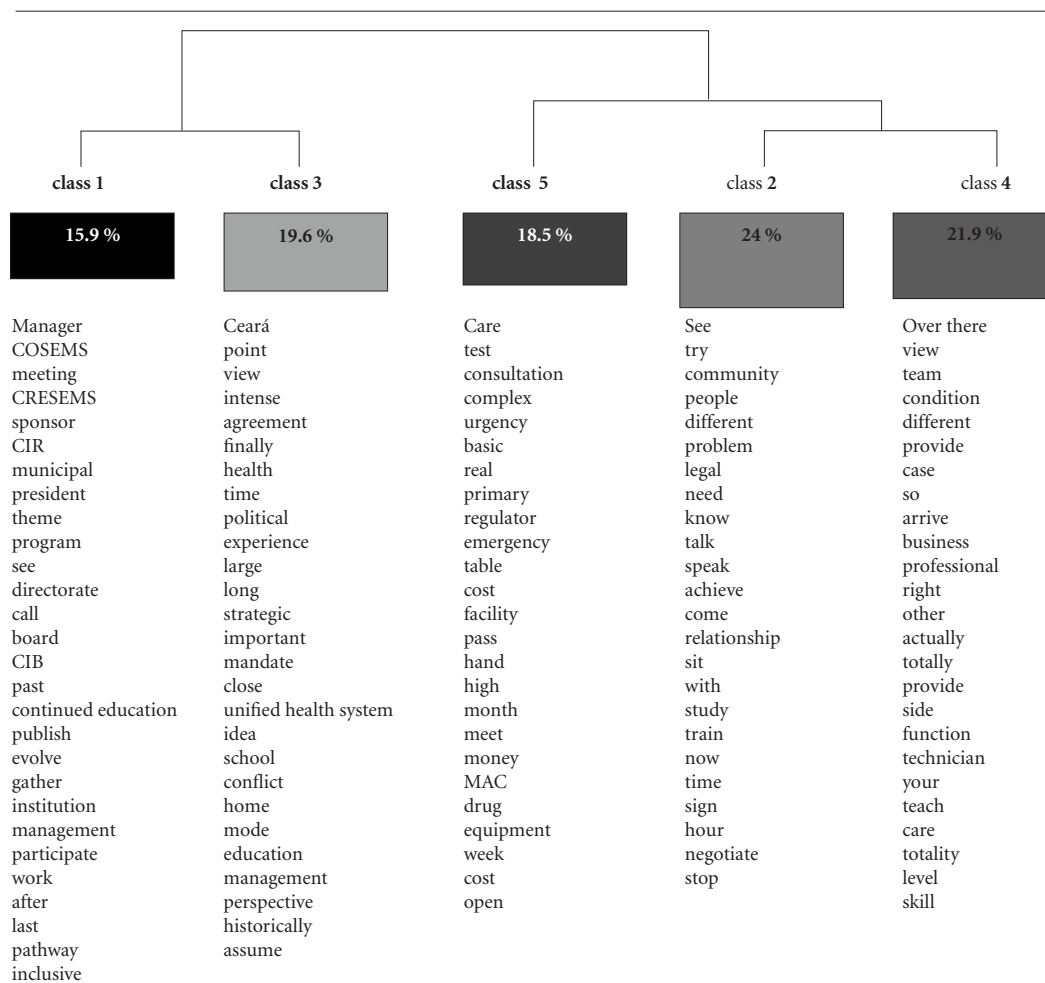 class 1
15.9 %
Manager
COSEMS
meeting
CRESEMS
sponsor
CIR
municipal
president
theme
program
see
directorate
call
board
CIB
past
continued education
publish
evolve
gather
institution
management
participate
work
after
last
pathway
inclusive
class 3
19.6 %
Ceará
point
view
intense
agreement
finally
health
time
political
experience
large
long
strategic
important
mandate
close
unified health system
idea
school
conflict
home
mode
education
management
perspective
historically
assume
class 5
18.5 %
Care
test
consultation
complex
urgency
basic
real
primary
regulator
emergency
table
cost
facility
pass
hand
high
month
meet
money
MAC
drug
equipment
week
cost
open
class 2
24 %
See
try
community
people
different
problem
legal
need
know
talk
speak
achieve
come
relationship
sit
with
study
train
now
time
sign
hour
negotiate
stop
class 4
21.9 %
Over there
view
team
condition
different
provide
case
so
arrive
business
professional
right
other
actually
totally
provide
side
function
technician
your
teach
care
totality
level
skill